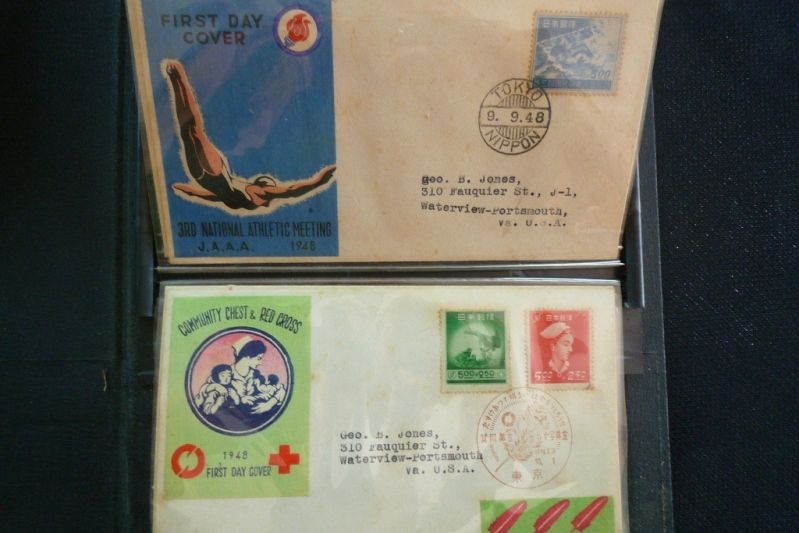 FIRST DAY
COVER
3RD NATIONAL ATHLETIC MEETING
J.A.A.A. 1948
日本郵便
5.00
TOKYO
9. 9.48
NIPPON
Geo. B. Jones,
310 Fauquier St., J-1,
Waterview-Portsmouth,
Va. U.S.A.
COMMUNITY CHEST & RED CROSS
1948
FIRST DAY COVER
日本郵便
5.00+2.50
日本郵便
5.00+2.50
東京
Geo. B. Jones,
310 Fauquier St.,
Waterview-Portsmouth,
Va. U.S.A.